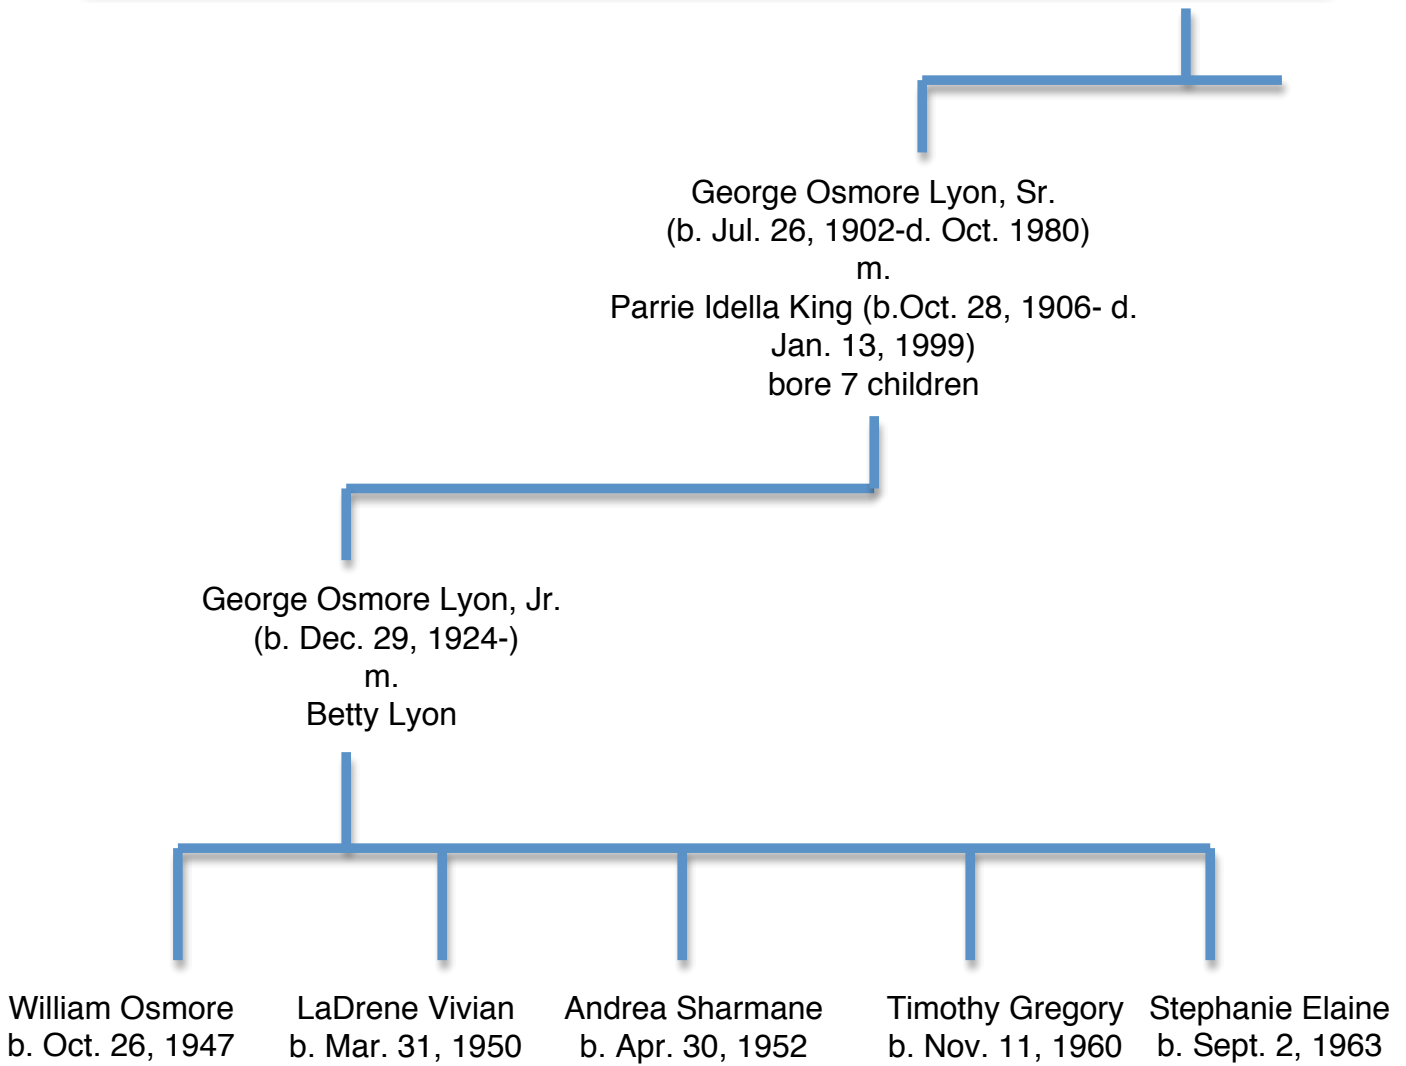 George Osmore Lyon, Sr.
(b. Jul. 26, 1902-d. Oct. 1980)
m.
Parrie Idella King (b.Oct. 28, 1906- d.
Jan. 13, 1999)
bore 7 children
George Osmore Lyon, Jr.
(b. Dec. 29, 1924-)
m.
Betty Lyon
William Osmore
b. Oct. 26, 1947
LaDrene Vivian
b. Mar. 31, 1950
Andrea Sharmane
b. Apr. 30, 1952
Timothy Gregory
b. Nov. 11, 1960
Stephanie Elaine
b. Sept. 2, 1963